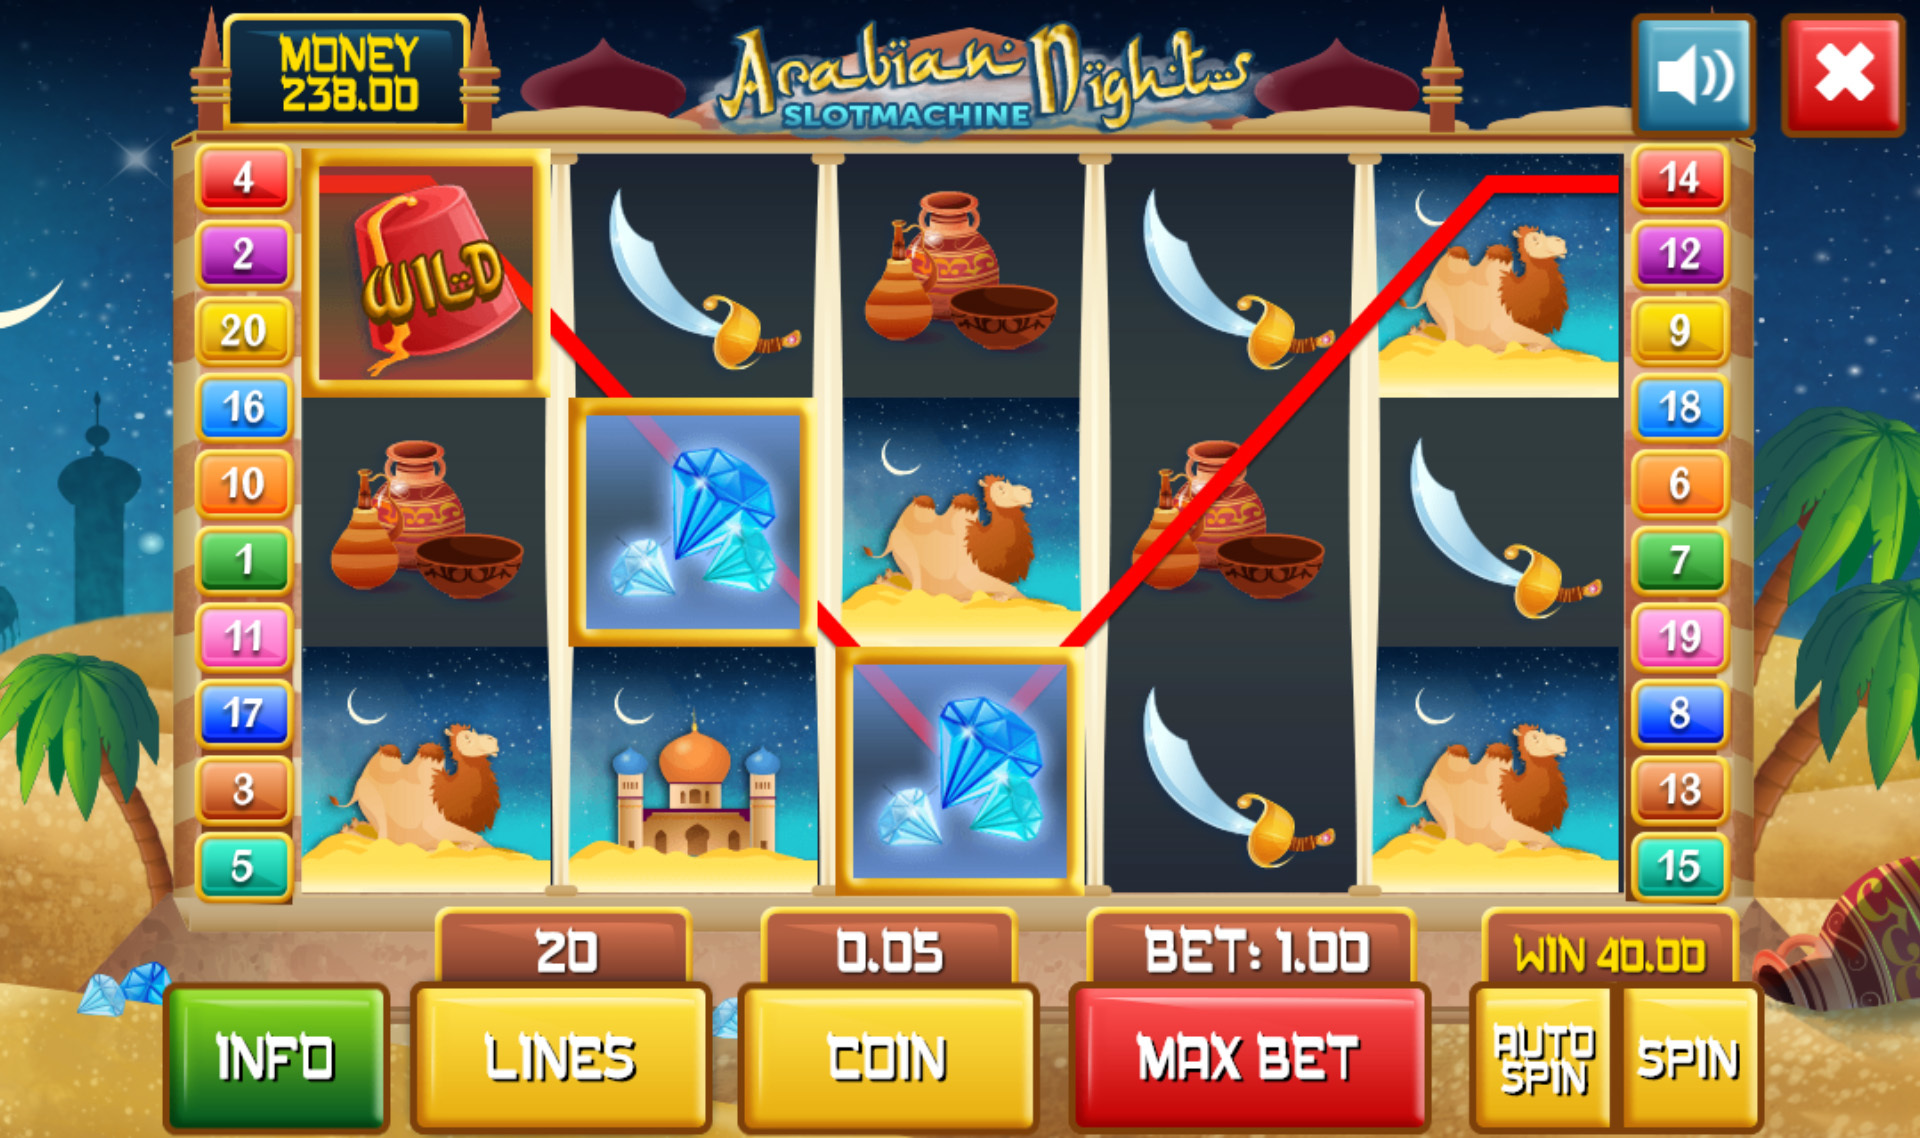 MONEY
238.00
Arabian Nights
SLOTMACHINE
4
2
20
16
10
1
11
17
3
5
WILD
14
12
9
18
6
7
19
8
13
15
20
0.05
BET: 1.00
WIN 40.00
INFO
LINES
COIN
MAX BET
AUTO
SPIN
SPIN